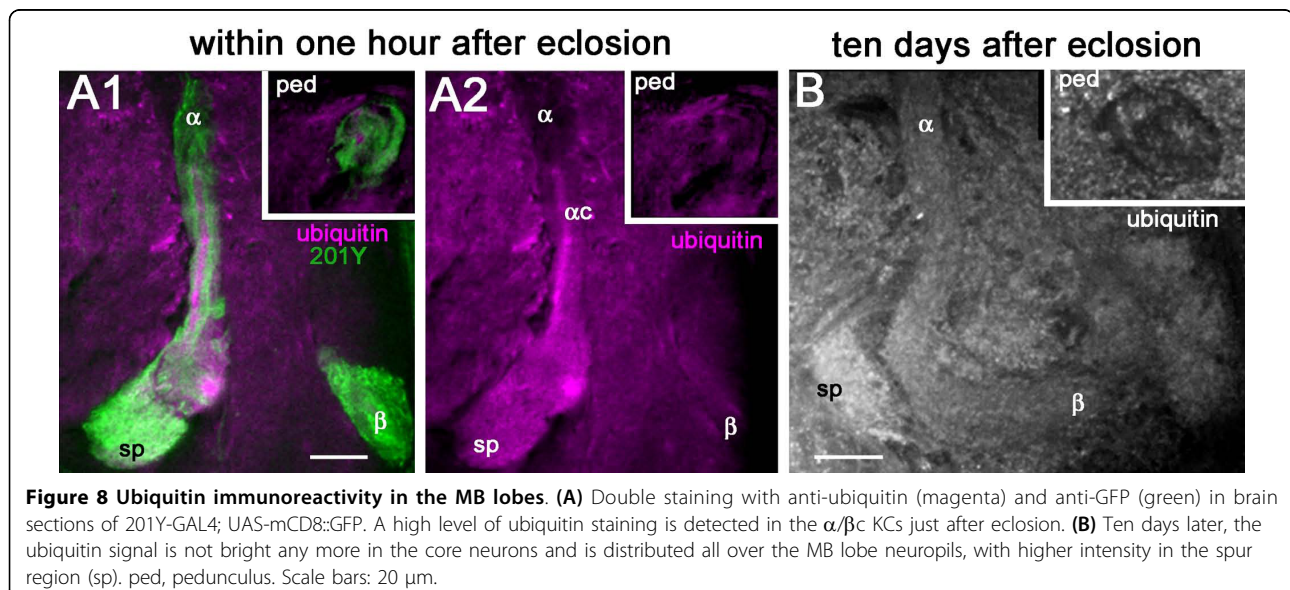 within one hour after eclosion
ten days after eclosion
A1
α
ped
ubiquitin
201Y
sp
β
A2
α
ped
αc
ubiquitin
sp
β
B
α
ped
ubiquitin
sp
β
Figure 8 Ubiquitin immunoreactivity in the MB lobes. (A) Double staining with anti-ubiquitin (magenta) and anti-GFP (green) in brain
sections of 201Y-GAL4; UAS-mCD8::GFP. A high level of ubiquitin staining is detected in the α/βc KCs just after eclosion. (B) Ten days later, the
ubiquitin signal is not bright any more in the core neurons and is distributed all over the MB lobe neuropils, with higher intensity in the spur
region (sp). ped, pedunculus. Scale bars: 20 μm.